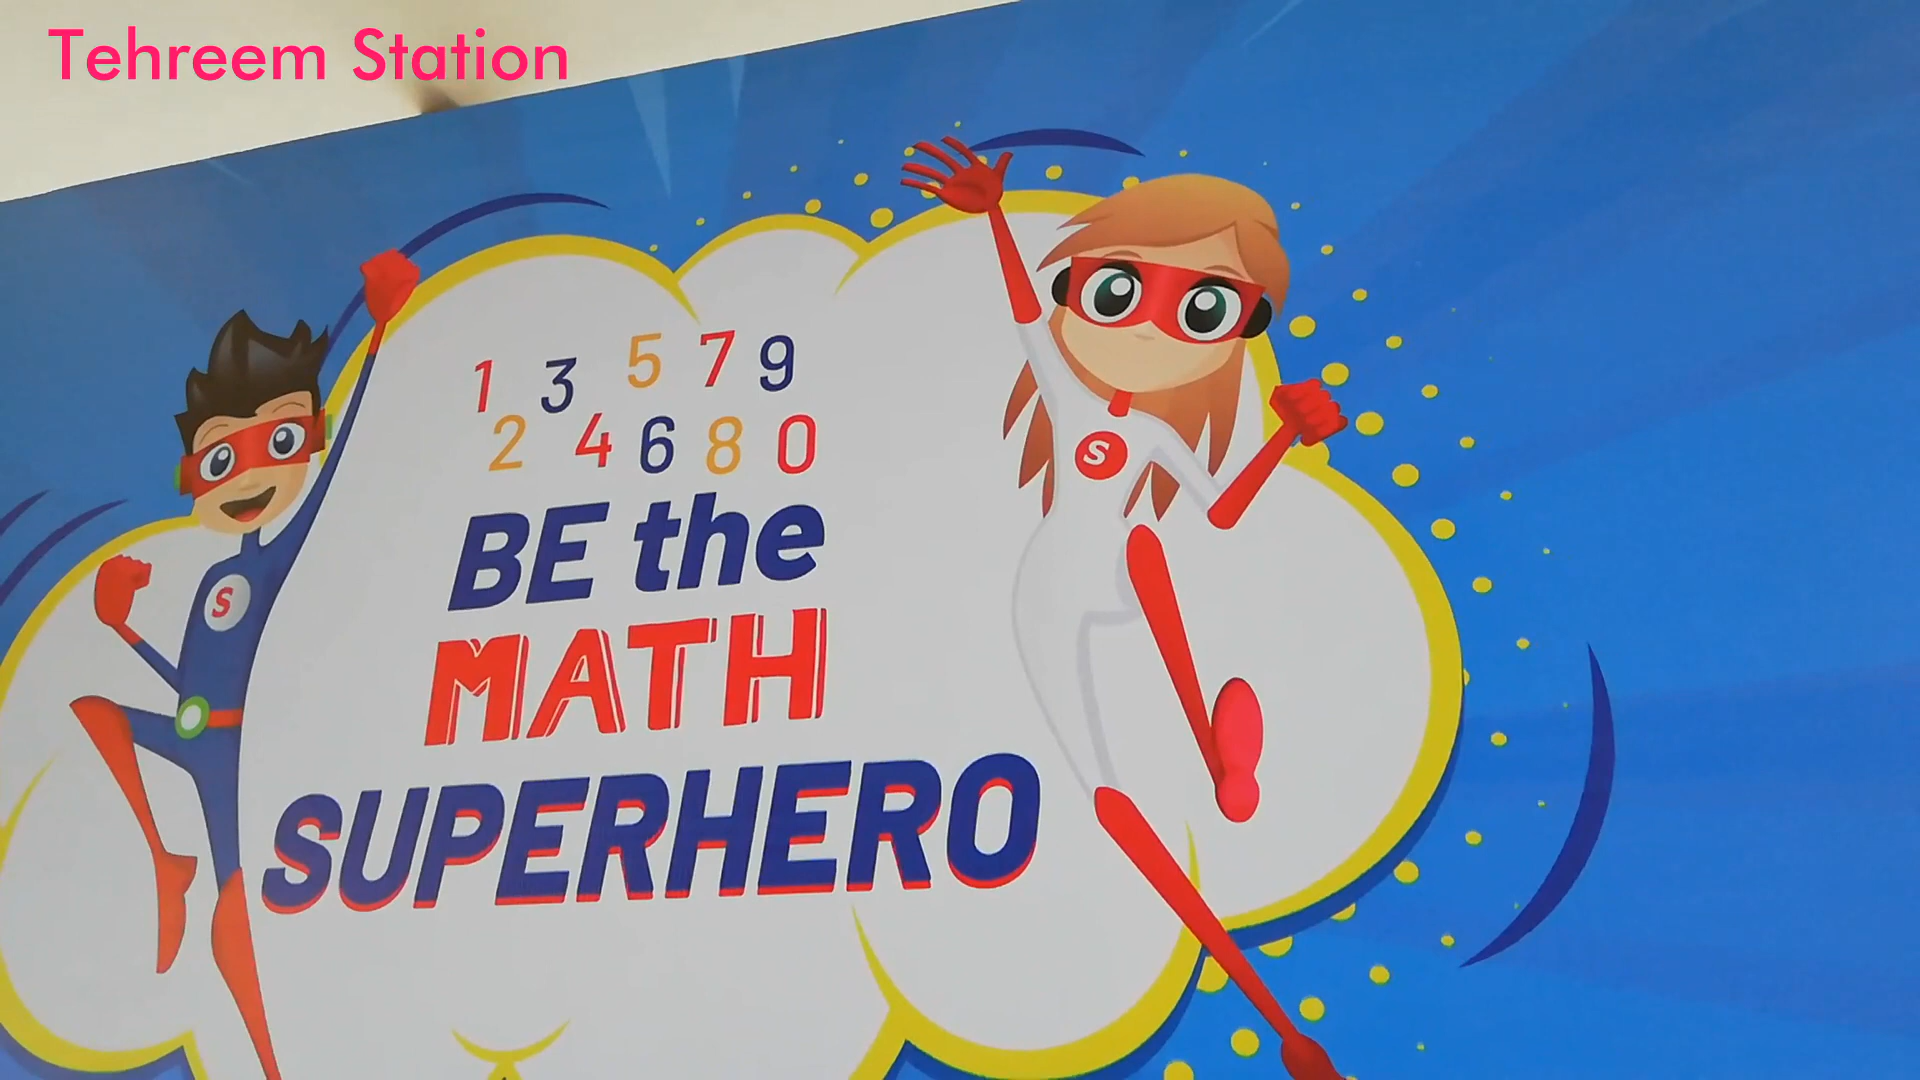 Tehreem Station
1 3 5 7 9
2 4 6 8 0
S
S
BE the
MATH
SUPERHERO